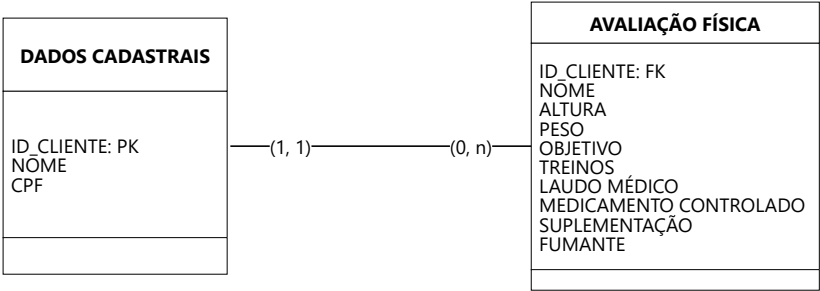 DADOS CADASTRAIS
ID_CLIENTE: PK
NOME
CPF
(1, 1)
(0, n)
AVALIAÇÃO FÍSICA
ID_CLIENTE: FK
NOME
ALTURA
PESO
OBJETIVO
TREINOS
LAUDO MÉDICO
MEDICAMENTO CONTROLADO
SUPLEMENTAÇÃO
FUMANTE